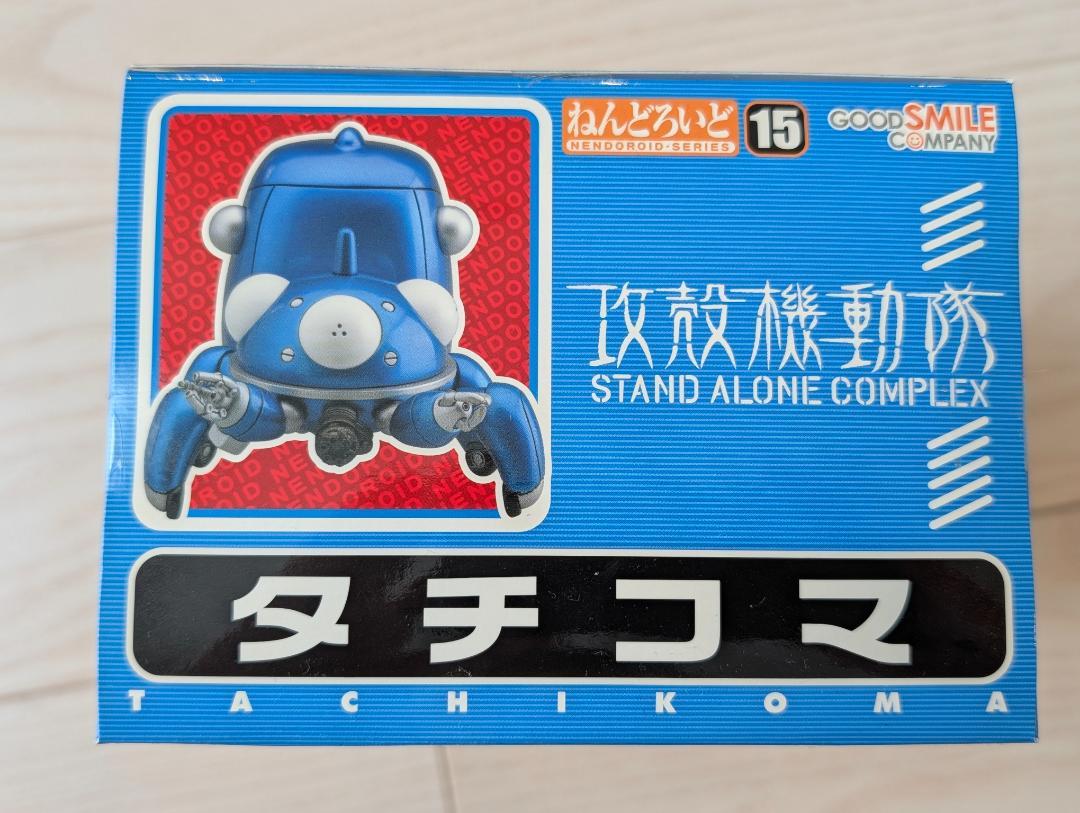 ねんどろいど
NENDOROID·SERIES
15
GOOD SMILE
COMPANY
攻殻機動隊
STAND ALONE COMPLEX
タチコマ
TACHIKOMA